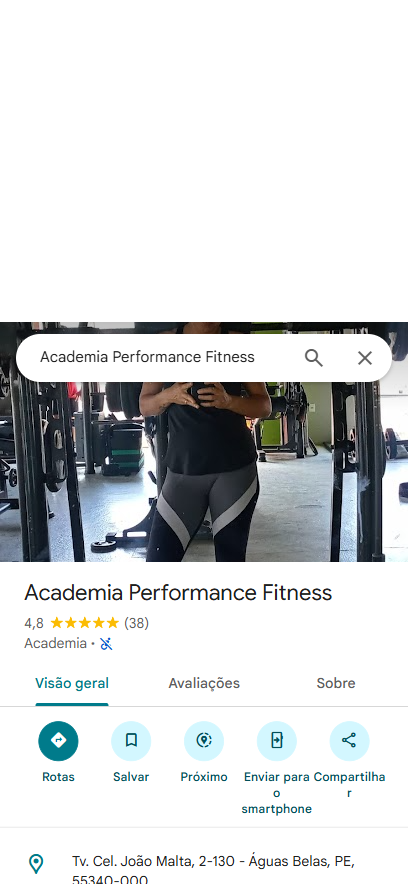 Academia Performance Fitness
Academia Performance Fitness
4,8 (38)
Academia ·
Visão geral
Avaliações
Sobre
Rotas
Salvar
Próximo
Enviar para
o
smartphone
Compartilha
r
Tv. Cel. João Malta, 2-130 - Águas Belas, PE,
55340-000